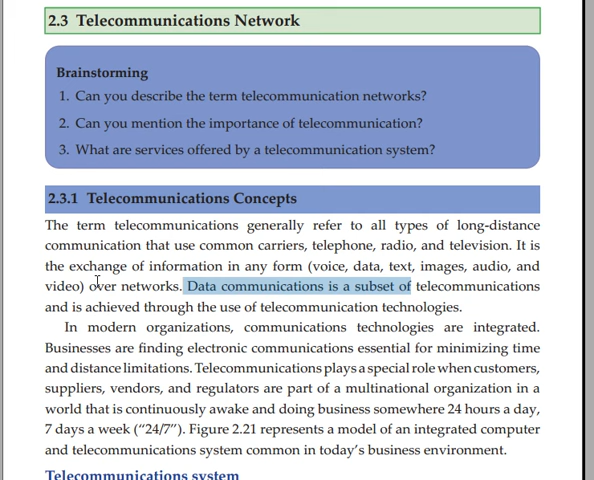 2.3 Telecommunications Network
Brainstorming
1. Can you describe the term telecommunication networks?
2. Can you mention the importance of telecommunication?
3. What are services offered by a telecommunication system?
2.3.1 Telecommunications Concepts
The term telecommunications generally refer to all types of long-distance
communication that use common carriers, telephone, radio, and television. It is
the exchange of information in any form (voice, data, text, images, audio, and
video) over networks. Data communications is a subset of telecommunications
and is achieved through the use of telecommunication technologies.
In modern organizations, communications technologies are integrated.
Businesses are finding electronic communications essential for minimizing time
and distance limitations. Telecommunications plays a special role when customers,
suppliers, vendors, and regulators are part of a multinational organization in a
world that is continuously awake and doing business somewhere 24 hours a day,
7 days a week (“24/7”). Figure 2.21 represents a model of an integrated computer
and telecommunications system common in today’s business environment.
Telecommunications system